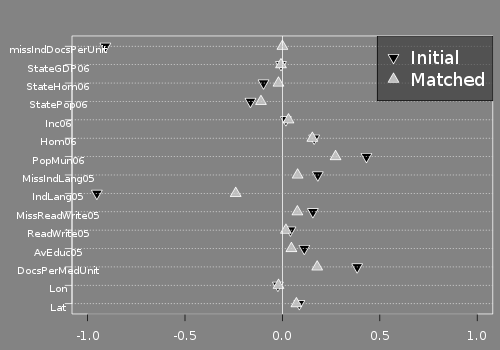 missIndDocsPerUnit
StateGDP06
StateHom06
StatePop06
Inc06
Hom06
PopMun06
MissIndLang05
IndLang05
MissReadWrite05
ReadWrite05
AvEduc05
DocsPerMedUnit
Lon
Lat
Initial
Matched
-1.0 -0.5 0.0 0.5 1.0